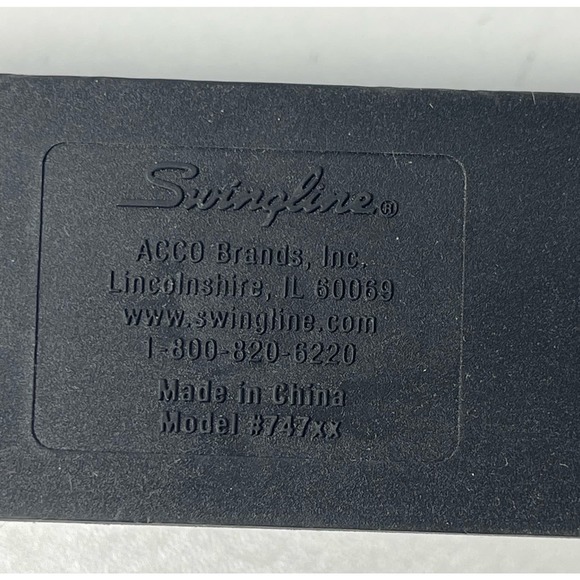 Swingline®
ACCO Brands, Inc.
Lincolnshire, IL 60069
www.swingline.com
1-800-820-6220
Made in China
Model #747xx